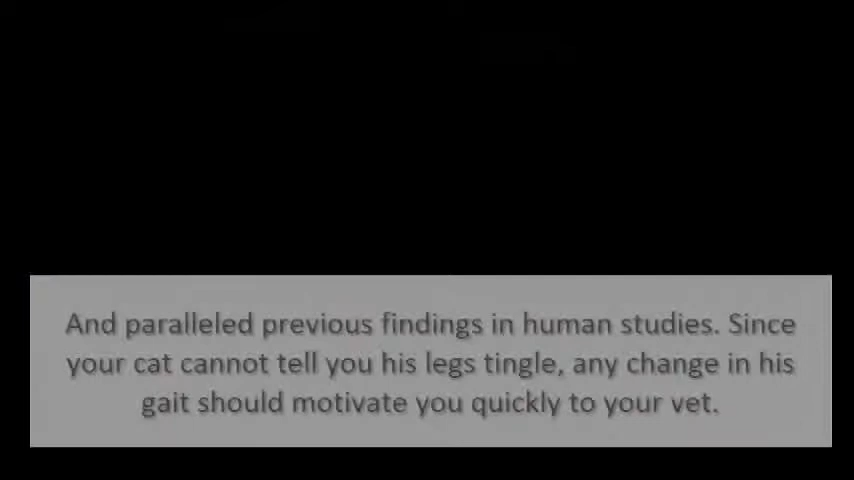 And paralleled previous findings in human studies. Since
your cat cannot tell you his legs tingle, any change in his
gait should motivate you quickly to your vet.